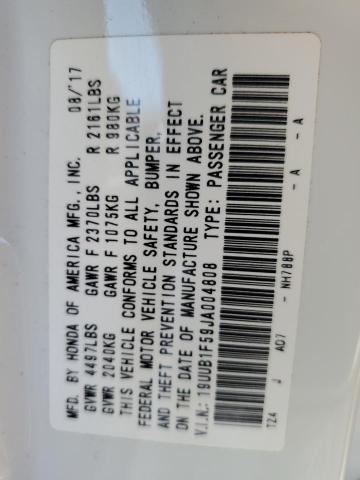 MFD. BY HONDA OF AMERICA MFG., INC. 08/'17
GVWR 4497LBS GAWR F 2370LBS R 2161LBS
GVWR 2040KG GAWR F 1075KG R 980KG
THIS VEHICLE CONFORMS TO ALL APPLICABLE
FEDERAL MOTOR VEHICLE SAFETY, BUMPER,
AND THEFT PREVENTION STANDARDS IN EFFECT
ON THE DATE OF MANUFACTURE SHOWN ABOVE.
V.I.N.: 19UUB1F59JA004808 TYPE: PASSENGER CAR
TZ4 J AD7 - NH788P - A - A